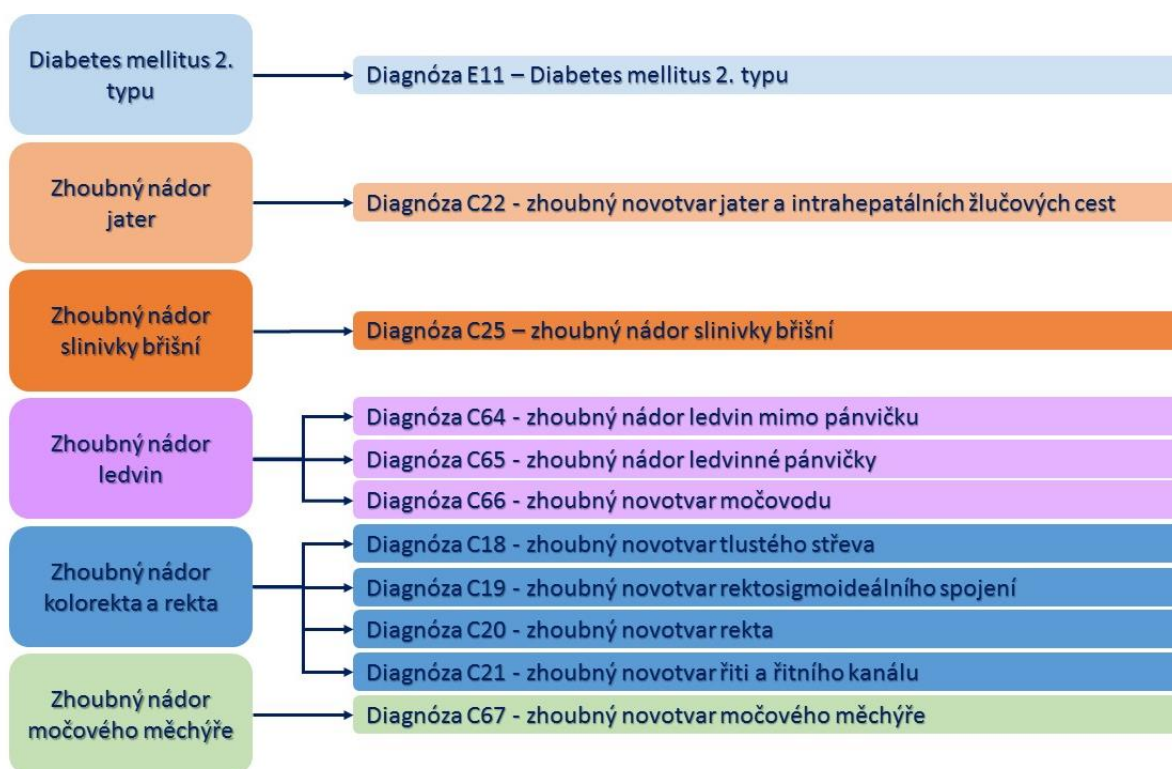 Diabetes mellitus 2.
typu
Diagnóza E11 – Diabetes mellitus 2. typu
Zhoubný nádor
jater
Diagnóza C22 - zhoubný novotvar jater a intrahepatálních žlučových cest
Zhoubný nádor
slinivky břišní
Diagnóza C25 – zhoubný nádor slinivky břišní
Zhoubný nádor
ledvin
Diagnóza C64 - zhoubný nádor ledvin mimo pánvičku
Diagnóza C65 - zhoubný nádor ledvinné pánvičky
Diagnóza C66 - zhoubný novotvar močovodu
Zhoubný nádor
kolorekta a rekta
Diagnóza C18 - zhoubný novotvar tlustého střeva
Diagnóza C19 - zhoubný novotvar rektosigmoideálního spojení
Diagnóza C20 - zhoubný novotvar rekta
Diagnóza C21 - zhoubný novotvar řiti a řitního kanálu
Zhoubný nádor
močového měchýře
Diagnóza C67 - zhoubný novotvar močového měchýře